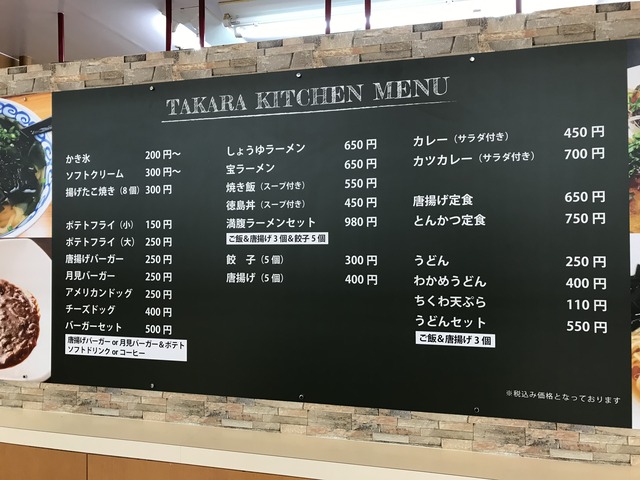 TAKARA KITCHEN MENU
かき氷 200円～
ソフトクリーム 300円～
揚げたこ焼き（8個） 300円
ポテトフライ（小） 150円
ポテトフライ（大） 250円
唐揚げバーガー 250円
月見バーガー 250円
アメリカンドッグ 250円
チーズドッグ 400円
バーガーセット 500円
唐揚げバーガー or 月見バーガー＆ポテト
ソフトドリンク or コーヒー
しょうゆラーメン 650円
宝ラーメン 650円
焼き飯（スープ付き） 550円
徳島丼（スープ付き） 450円
満腹ラーメンセット 980円
ご飯＆唐揚げ3個＆餃子5個
餃 子（5個） 300円
唐揚げ（5個） 400円
カレー（サラダ付き） 450円
カツカレー（サラダ付き） 700円
唐揚げ定食 650円
とんかつ定食 750円
うどん 250円
わかめうどん 400円
ちくわ天ぷら 110円
うどんセット 550円
ご飯＆唐揚げ3個
※税込み価格となっております